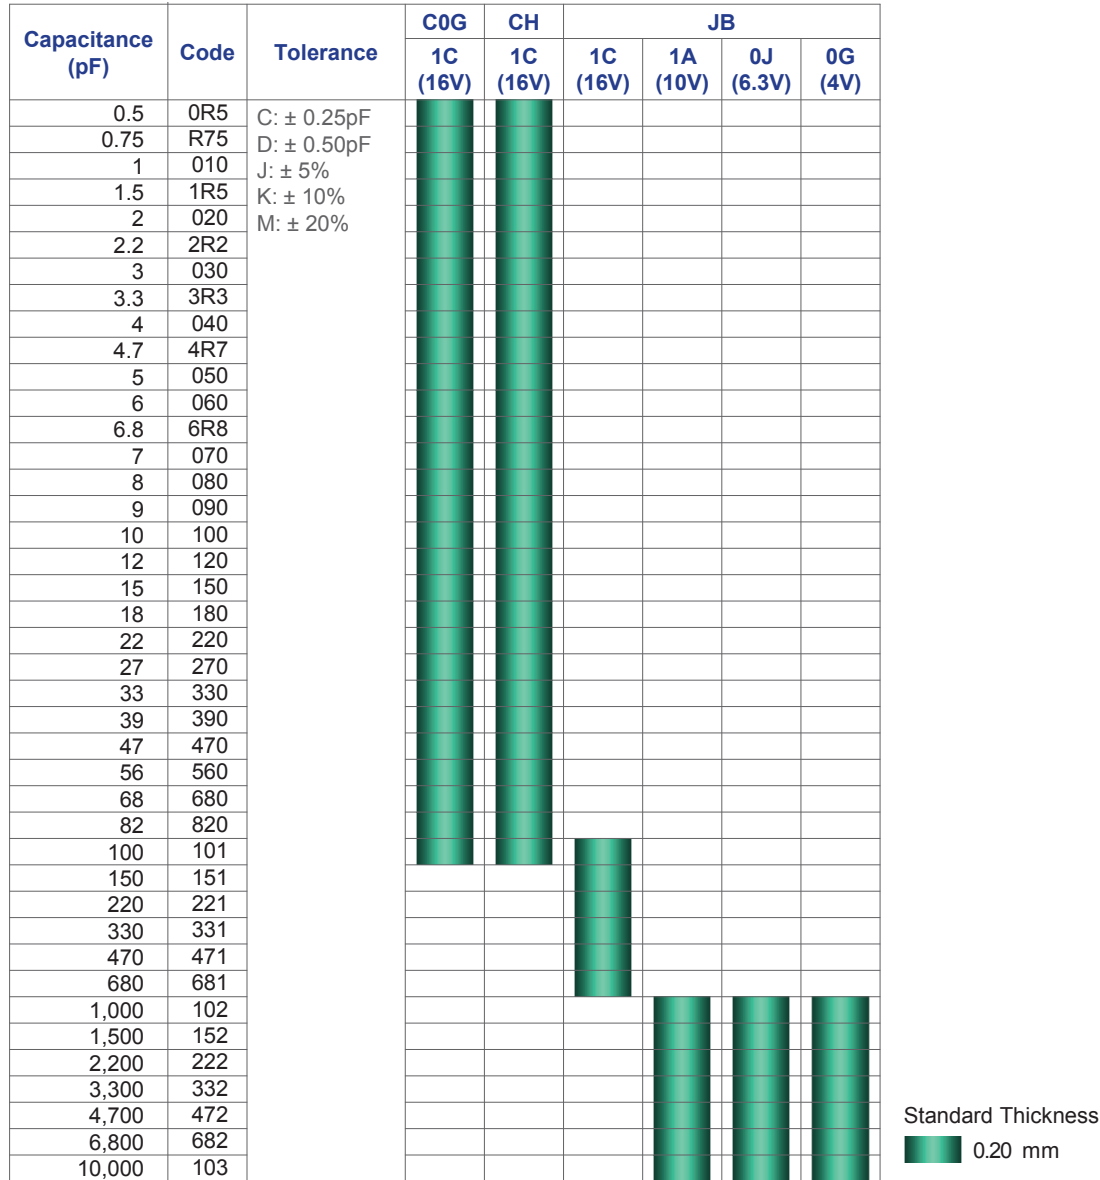 Capacitance (pF) Code Tolerance C0G CH JB
1C (16V) 1C (16V) 1C (16V) 1A (10V) 0J (6.3V) 0G (4V)
0.5 0R5 C: ± 0.25pF
0.75 R75 D: ± 0.50pF
1 010 J: ± 5%
1.5 1R5 K: ± 10%
2 020 M: ± 20%
2.2 2R2
3 030
3.3 3R3
4 040
4.7 4R7
5 050
6 060
6.8 6R8
7 070
8 080
9 090
10 100
12 120
15 150
18 180
22 220
27 270
33 330
39 390
47 470
56 560
68 680
82 820
100 101
150 151
220 221
330 331
470 471
680 681
1,000 102
1,500 152
2,200 222
3,300 332
4,700 472
6,800 682
10,000 103
Standard Thickness
0.20 mm